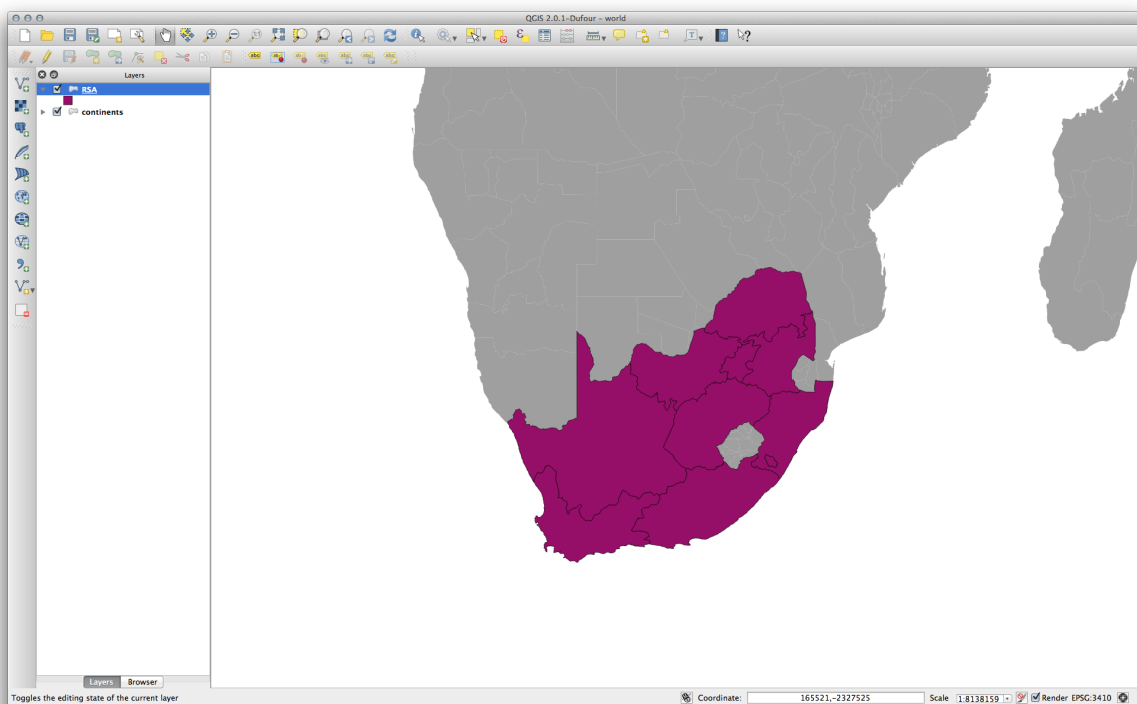 QGIS 2.0.1-Dufour - world
Layers
RSA
continents
Layers Browser
Toggles the editing state of the current layer
Coordinate: 165521,-2327525 Scale 1:8138159 Render EPSG:3410